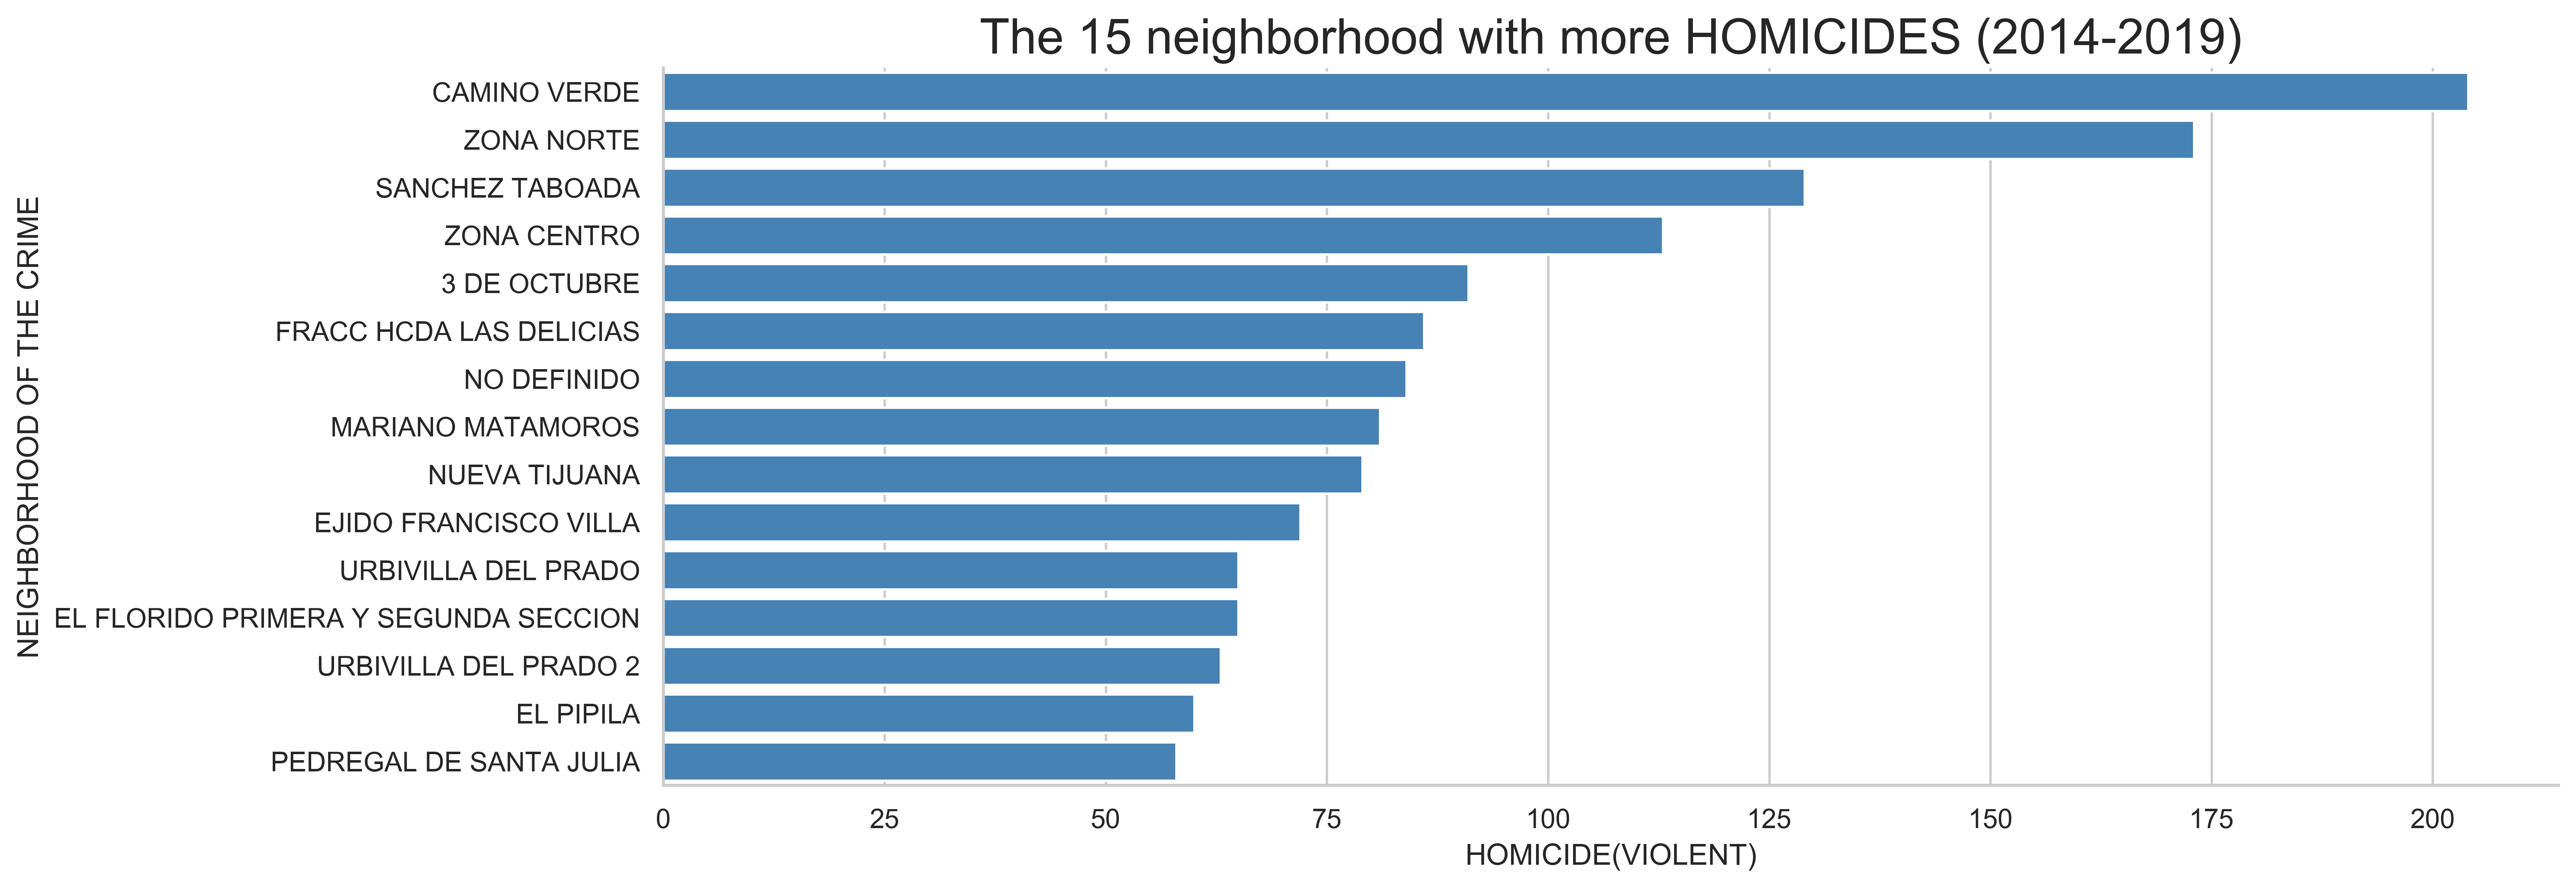 The 15 neighborhood with more HOMICIDES (2014-2019)
NEIGHBORHOOD OF THE CRIME
CAMINO VERDE
ZONA NORTE
SANCHEZ TABOADA
ZONA CENTRO
3 DE OCTUBRE
FRACC HCDA LAS DELICIAS
NO DEFINIDO
MARIANO MATAMOROS
NUEVA TIJUANA
EJIDO FRANCISCO VILLA
URBIVILLA DEL PRADO
EL FLORIDO PRIMERA Y SEGUNDA SECCION
URBIVILLA DEL PRADO 2
EL PIPILA
PEDREGAL DE SANTA JULIA
0 25 50 75 100 125 150 175 200
HOMICIDE(VIOLENT)